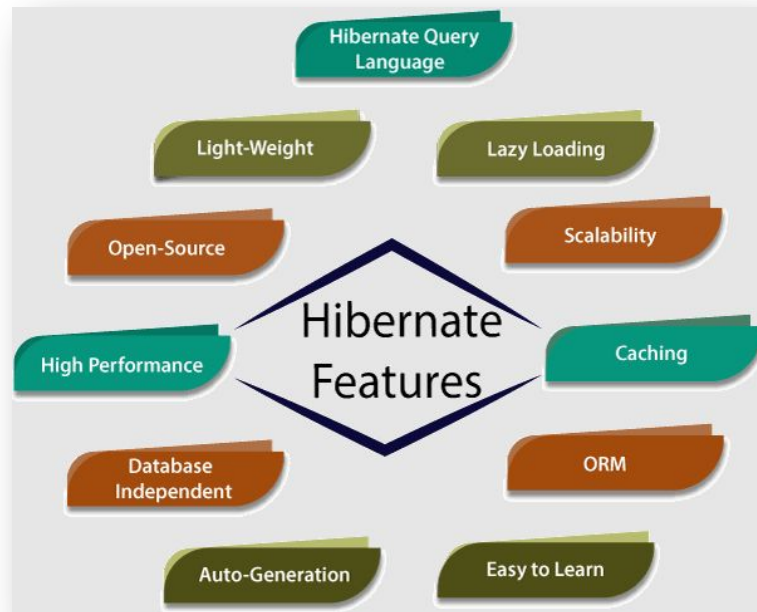 Hibernate Query
Language
Light-Weight
Lazy Loading
Open-Source
Scalability
Hibernate
Features
High Performance
Caching
Database
Independent
ORM
Auto-Generation
Easy to Learn